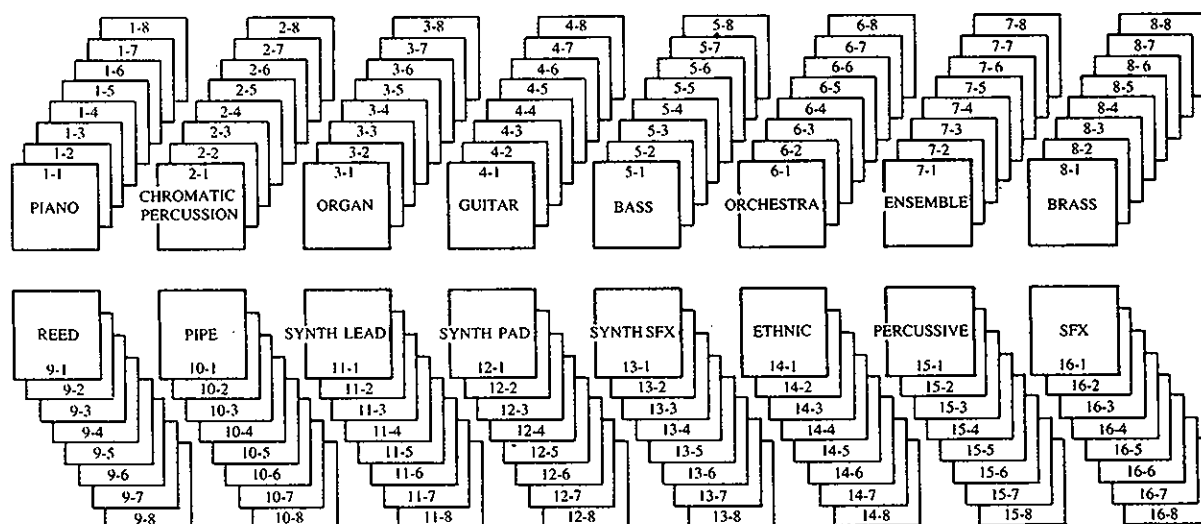 1-8 2-8 3-8 4-8 5-8 6-8 7-8 8-8
1-7 2-7 3-7 4-7 5-7 6-7 7-7 8-7
1-6 2-6 3-6 4-6 5-6 6-6 7-6 8-6
1-5 2-5 3-5 4-5 5-5 6-5 7-5 8-5
1-4 2-4 3-4 4-4 5-4 6-4 7-4 8-4
1-3 2-3 3-3 4-3 5-3 6-3 7-3 8-3
1-2 2-2 3-2 4-2 5-2 6-2 7-2 8-2
1-1 2-1 3-1 4-1 5-1 6-1 7-1 8-1
PIANO CHROMATIC PERCUSSION ORGAN GUITAR BASS ORCHESTRA ENSEMBLE BRASS
REED PIPE SYNTH LEAD SYNTH PAD SYNTH SFX ETHNIC PERCUSSIVE SFX
9-1 10-1 11-1 12-1 13-1 14-1 15-1 16-1
9-2 10-2 11-2 12-2 13-2 14-2 15-2 16-2
9-3 10-3 11-3 12-3 13-3 14-3 15-3 16-3
9-4 10-4 11-4 12-4 13-4 14-4 15-4 16-4
9-5 10-5 11-5 12-5 13-5 14-5 15-5 16-5
9-6 10-6 11-6 12-6 13-6 14-6 15-6 16-6
9-7 10-7 11-7 12-7 13-7 14-7 15-7 16-7
9-8 10-8 11-8 12-8 13-8 14-8 15-8 16-8